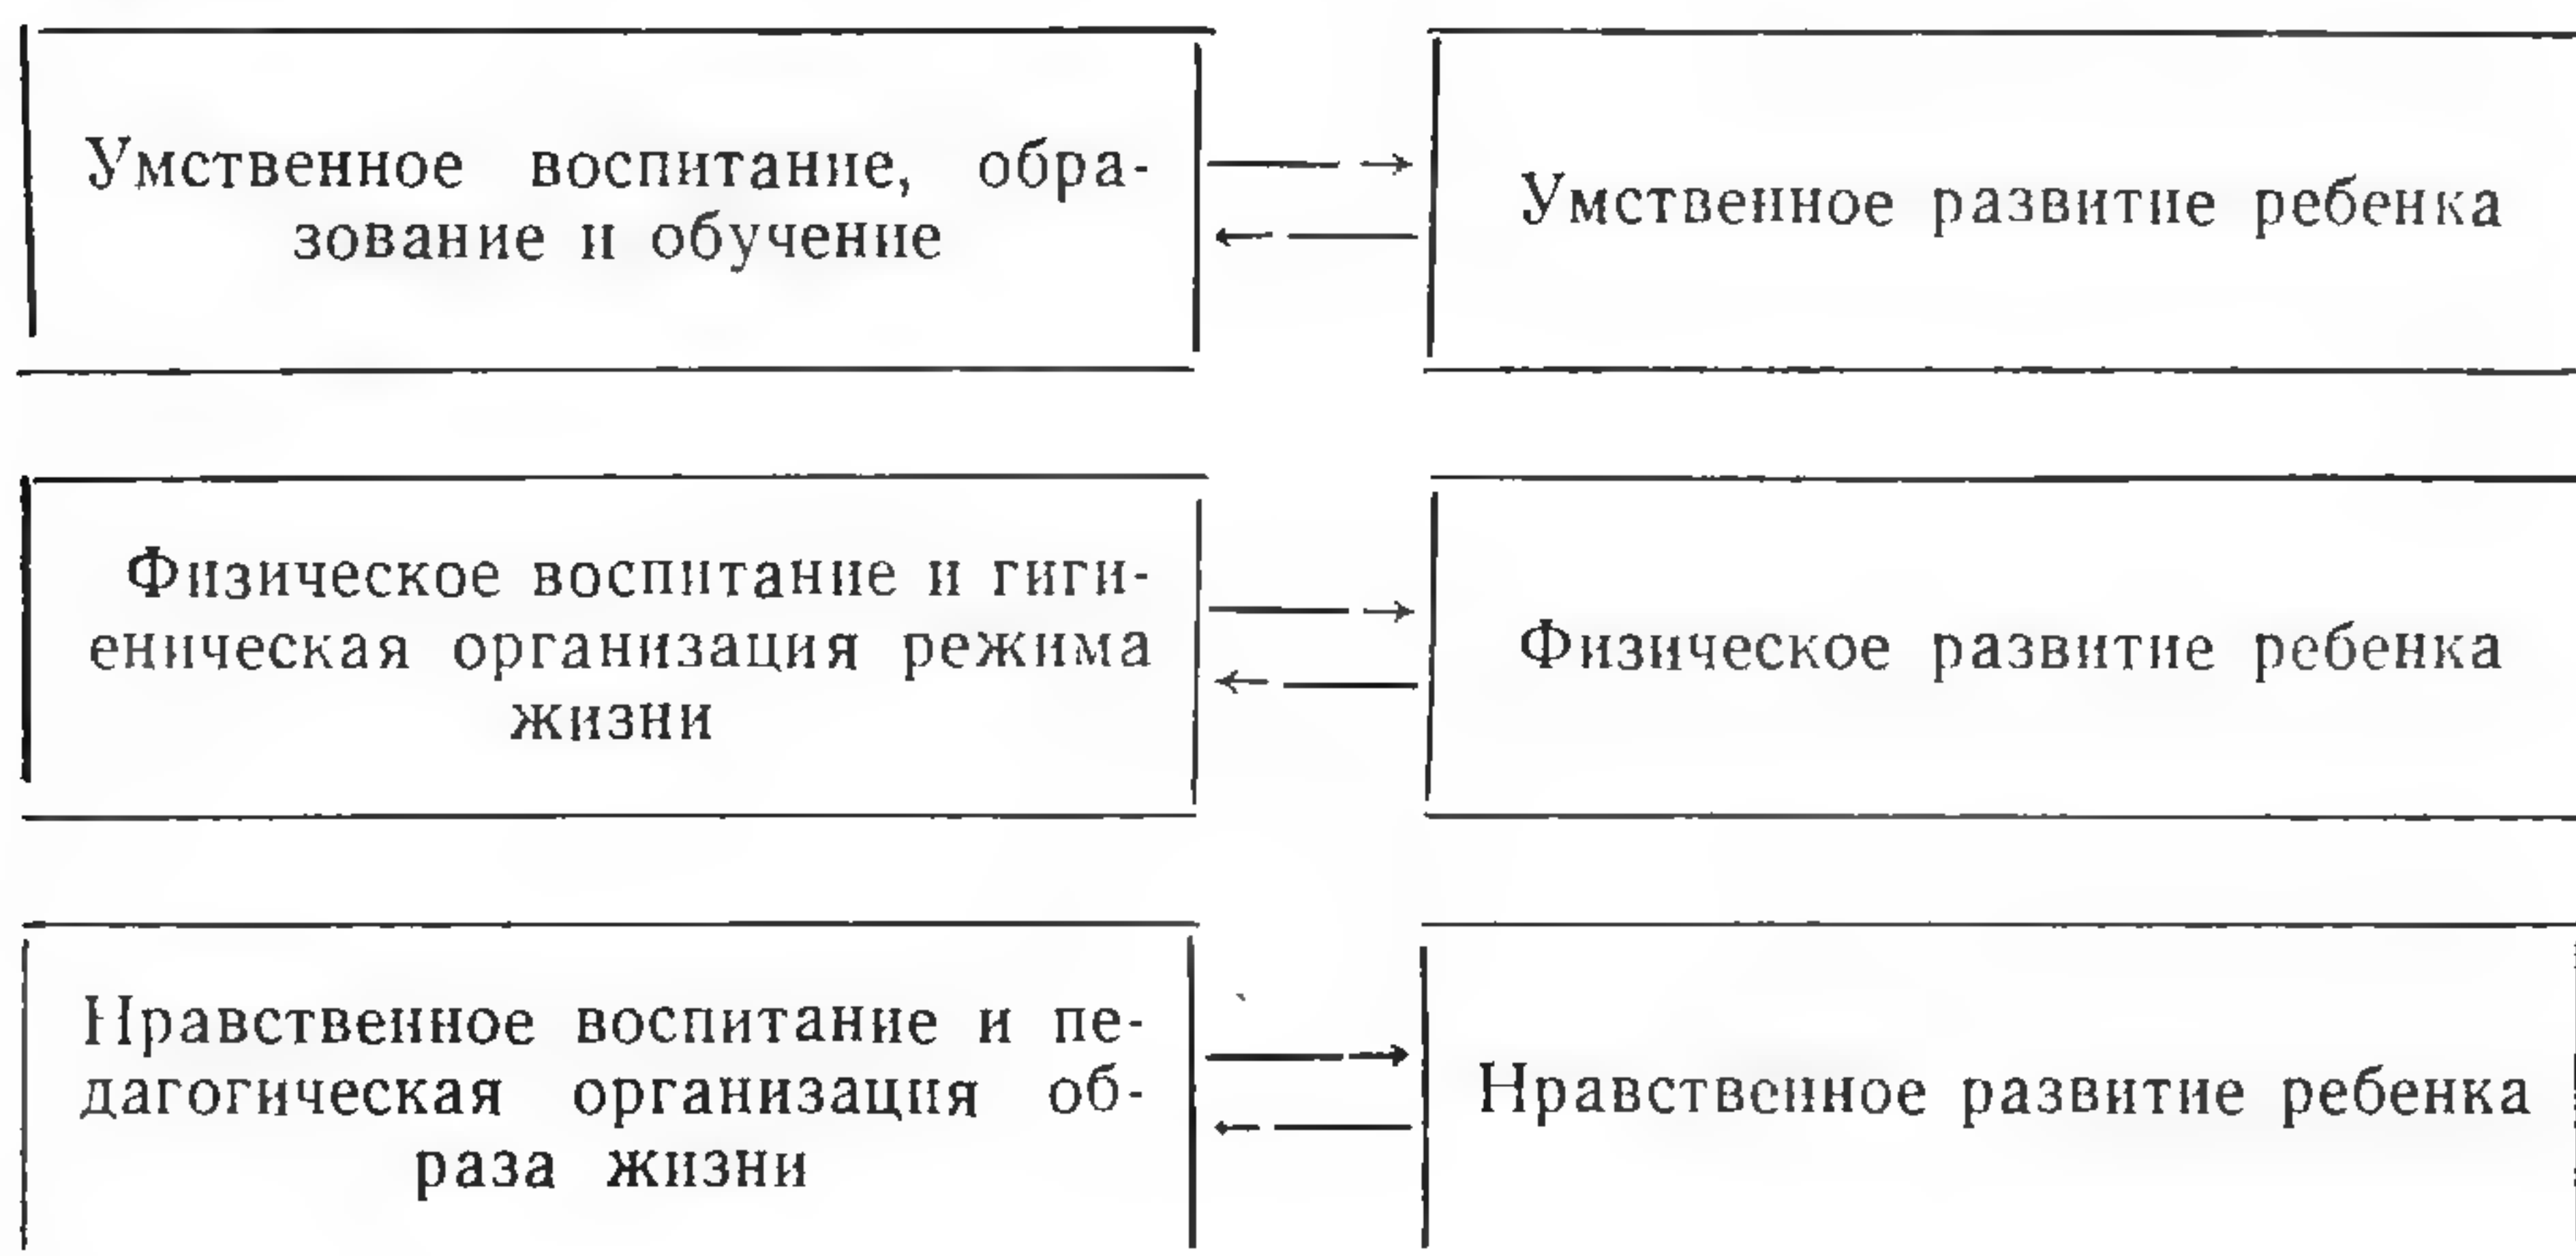 Умственное воспитание, обра-
зование и обучение
Умственное развитие ребенка
Физическое воспитание и гиги-
еническая организация режима
жизни
Физическое развитие ребенка
Нравственное воспитание и пе-
дагогическая организация об-
раза жизни
Нравственное развитие ребенка